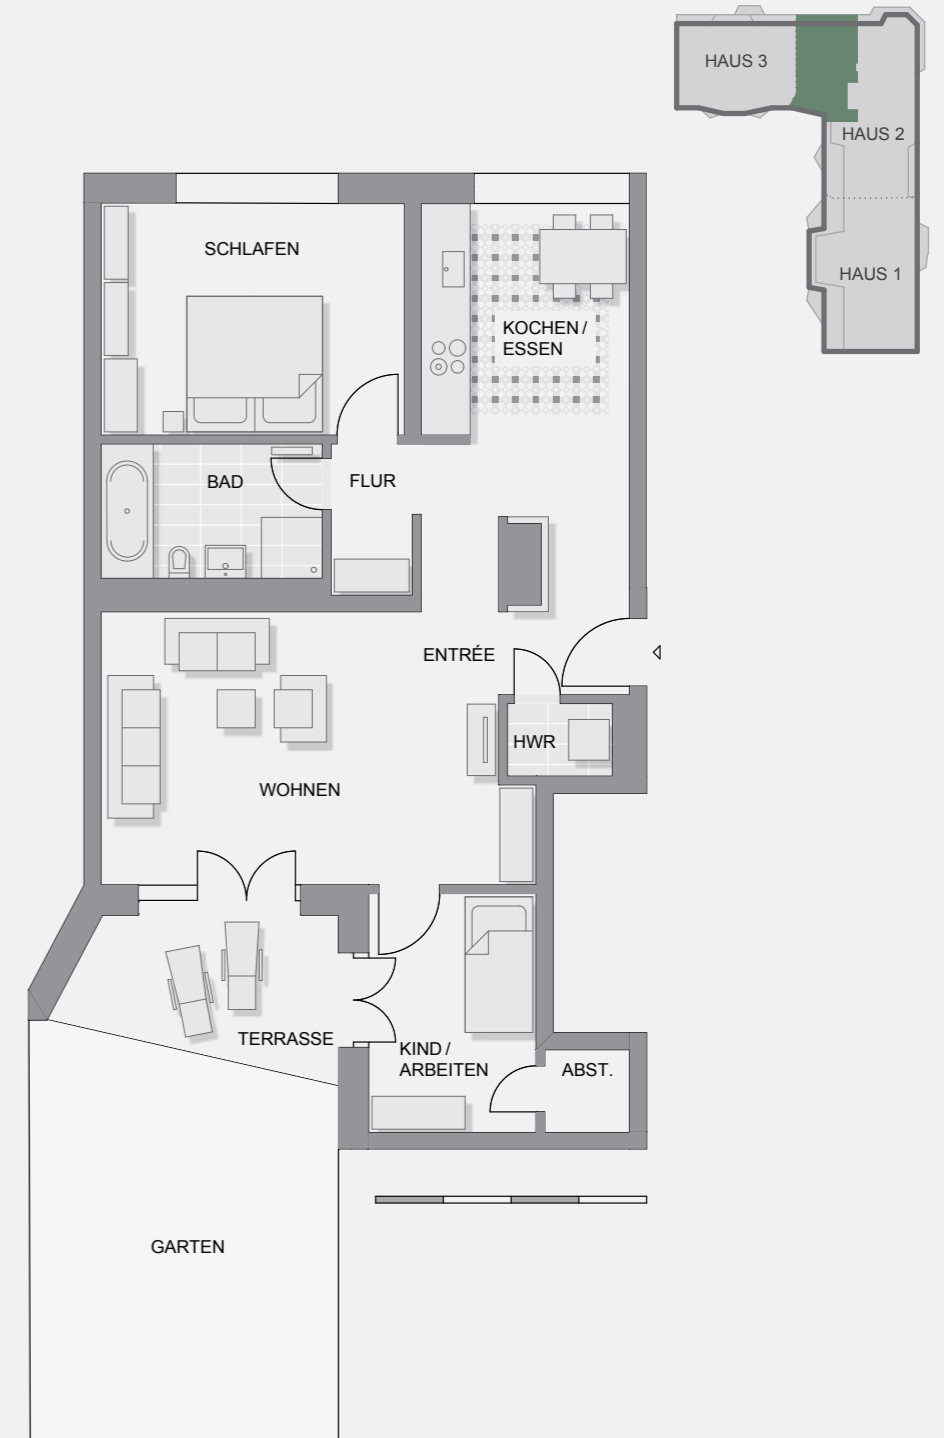 HAUS 3
HAUS 2
HAUS 1
SCHLAFEN
KOCHEN /
ESSEN
BAD
FLUR
ENTRÉE
HWR
WOHNEN
TERRASSE
KIND /
ARBEITEN
ABST.
GARTEN